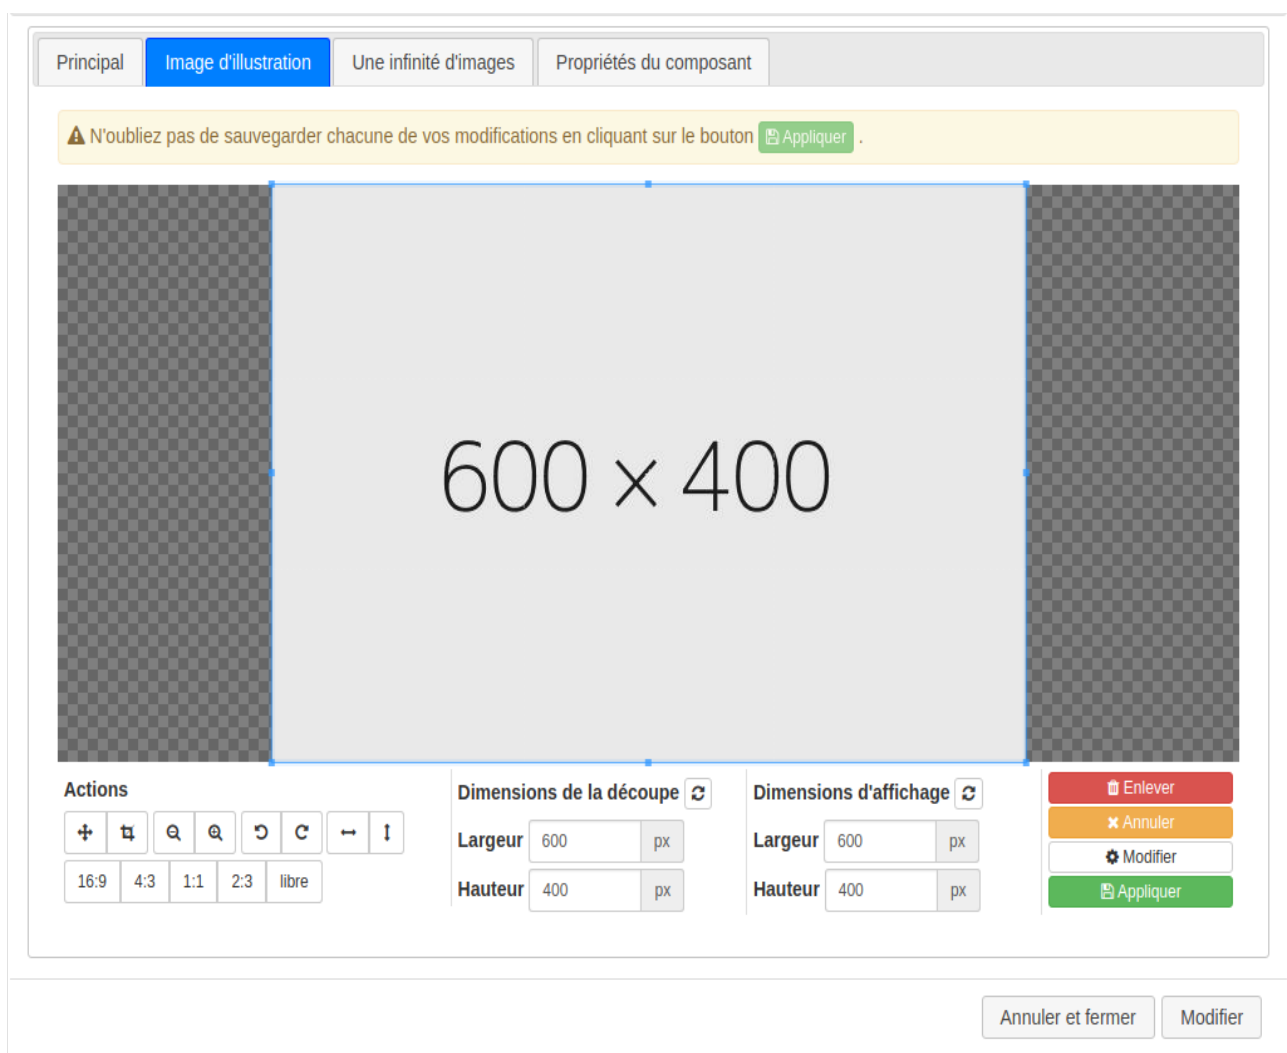 Principal Image d'illustration Une infinité d'images Propriétés du composant
N'oubliez pas de sauvegarder chacune de vos modifications en cliquant sur le bouton Appliquer .
600 × 400
Actions
16:9 4:3 1:1 2:3 libre
Dimensions de la découpe
Largeur 600 px
Hauteur 400 px
Dimensions d'affichage
Largeur 600 px
Hauteur 400 px
Enlever
Annuler
Modifier
Appliquer
Annuler et fermer Modifier